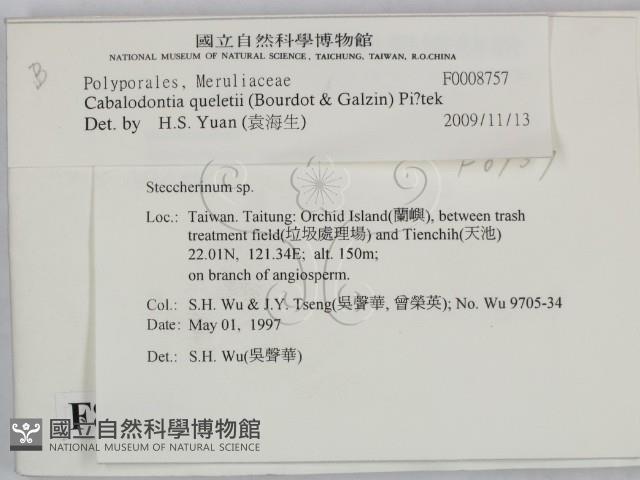 B
國立自然科學博物館
NATIONAL MUSEUM OF NATURAL SCIENCE, TAICHUNG, TAIWAN, R.O.CHINA
Polyporales, Meruliaceae F0008757
Cabalodontia queletii (Bourdot & Galzin) Pi?tek
Det. by H.S. Yuan (袁海生) 2009/11/13
Steccherinum sp.
Loc.: Taiwan. Taitung: Orchid Island(蘭嶼), between trash
treatment field(垃圾處理場) and Tienchih(天池)
22.01N, 121.34E; alt. 150m;
on branch of angiosperm.
Col.: S.H. Wu & J.Y. Tseng(吳聲華, 曾榮英); No. Wu 9705-34
Date: May 01, 1997
Det.: S.H. Wu(吳聲華)
國立自然科學博物館
NATIONAL MUSEUM OF NATURAL SCIENCE